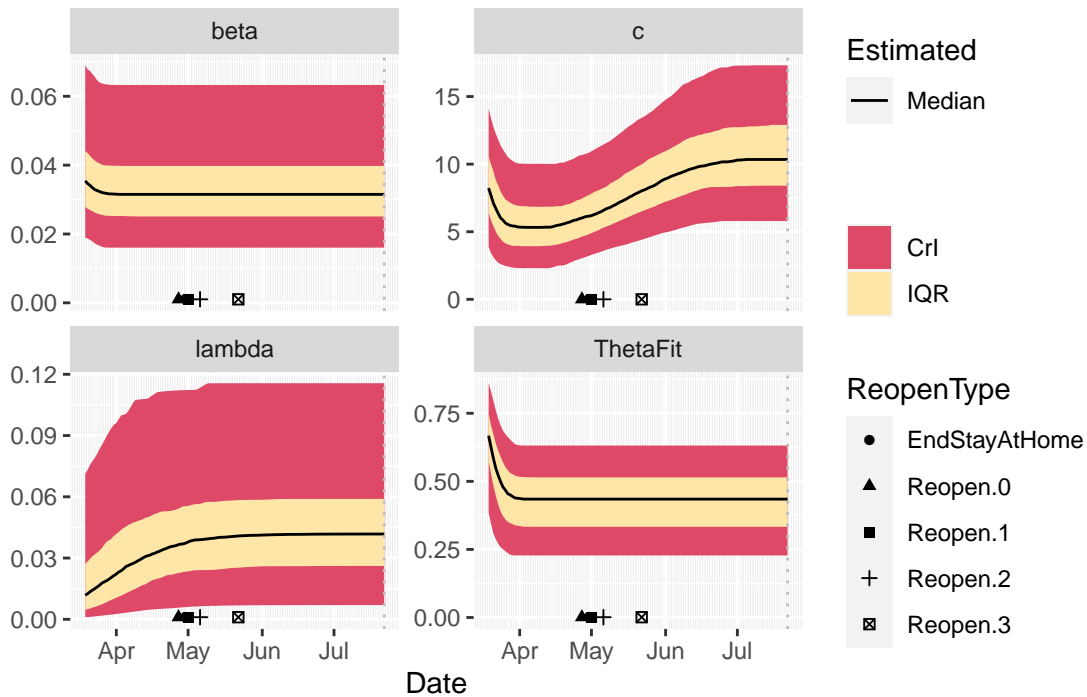 beta
c
0.06
0.04
0.02
0.00
15
10
5
0
lambda
ThetaFit
0.12
0.09
0.06
0.03
0.00
0.75
0.50
0.25
0.00
Apr May Jun Jul
Apr May Jun Jul
Date
Estimated
Median
CrI
IQR
ReopenType
EndStayAtHome
Reopen.0
Reopen.1
Reopen.2
Reopen.3